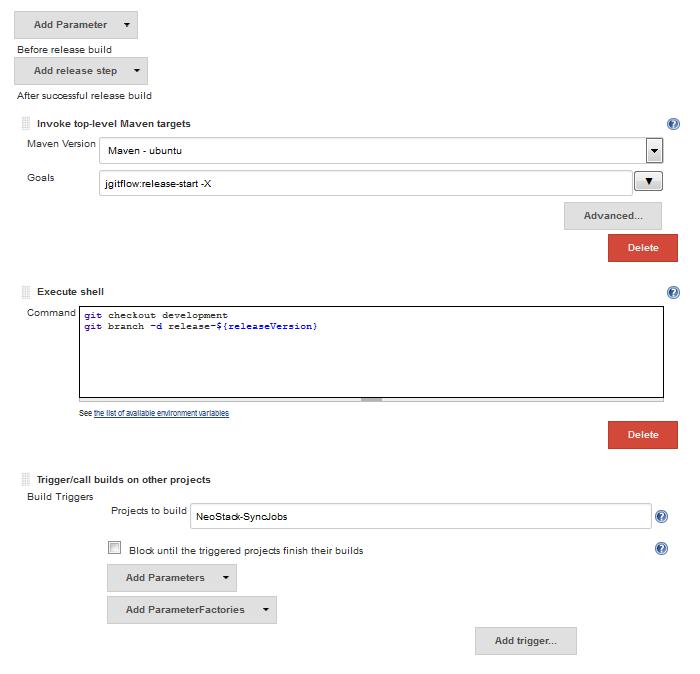 Add Parameter
Before release build
Add release step
After successful release build
Invoke top-level Maven targets
Maven Version
Maven - ubuntu
Goals
jgitflow:release-start -X
Advanced...
Delete
Execute shell
Command
git checkout development
git branch -d release-${releaseVersion}
See the list of available environment variables
Delete
Trigger/call builds on other projects
Build Triggers
Projects to build
NeoStack-SyncJobs
Block until the triggered projects finish their builds
Add Parameters
Add ParameterFactories
Add trigger...